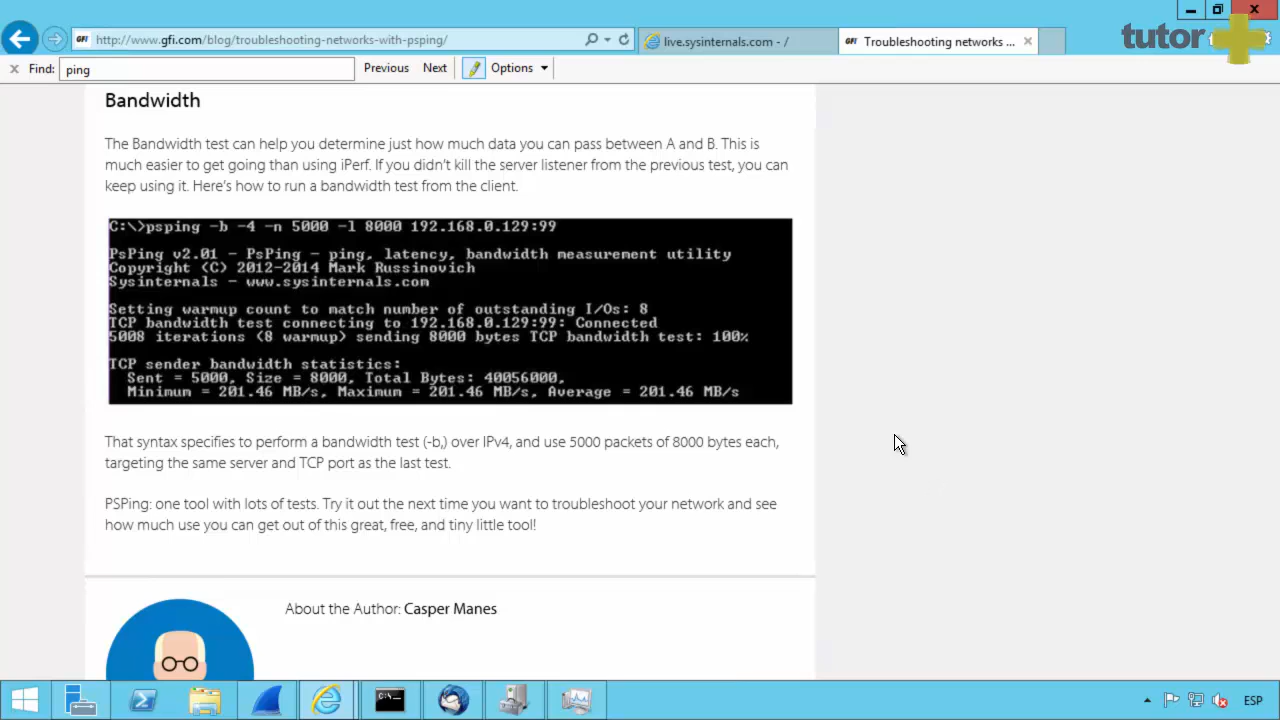 http://www.gfi.com/blog/troubleshooting-networks-with-psping/
live.sysinternals.com - /
GFI
Troubleshooting networks ...
tutor
Find: ping
Previous Next Options
Bandwidth
The Bandwidth test can help you determine just how much data you can pass between A and B. This is
much easier to get going than using iPerf. If you didn't kill the server listener from the previous test, you can
keep using it. Here's how to run a bandwidth test from the client.
C:\>psping -b -4 -n 5000 -l 8000 192.168.0.129:99
PsPing v2.01 - PsPing - ping, latency, bandwidth measurement utility
Copyright (C) 2012-2014 Mark Russinovich
Sysinternals - www.sysinternals.com
Setting warmup count to match number of outstanding I/Os: 8
TCP bandwidth test connecting to 192.168.0.129:99: Connected
5008 iterations (8 warmup) sending 8000 bytes TCP bandwidth test: 100%
TCP sender bandwidth statistics:
Sent = 5000, Size = 8000, Total Bytes: 40056000,
Minimum = 201.46 MB/s, Maximum = 201.46 MB/s, Average = 201.46 MB/s
That syntax specifies to perform a bandwidth test (-b,) over IPv4, and use 5000 packets of 8000 bytes each,
targeting the same server and TCP port as the last test.
PSPing: one tool with lots of tests. Try it out the next time you want to troubleshoot your network and see
how much use you can get out of this great, free, and tiny little tool!
About the Author: Casper Manes
ESP